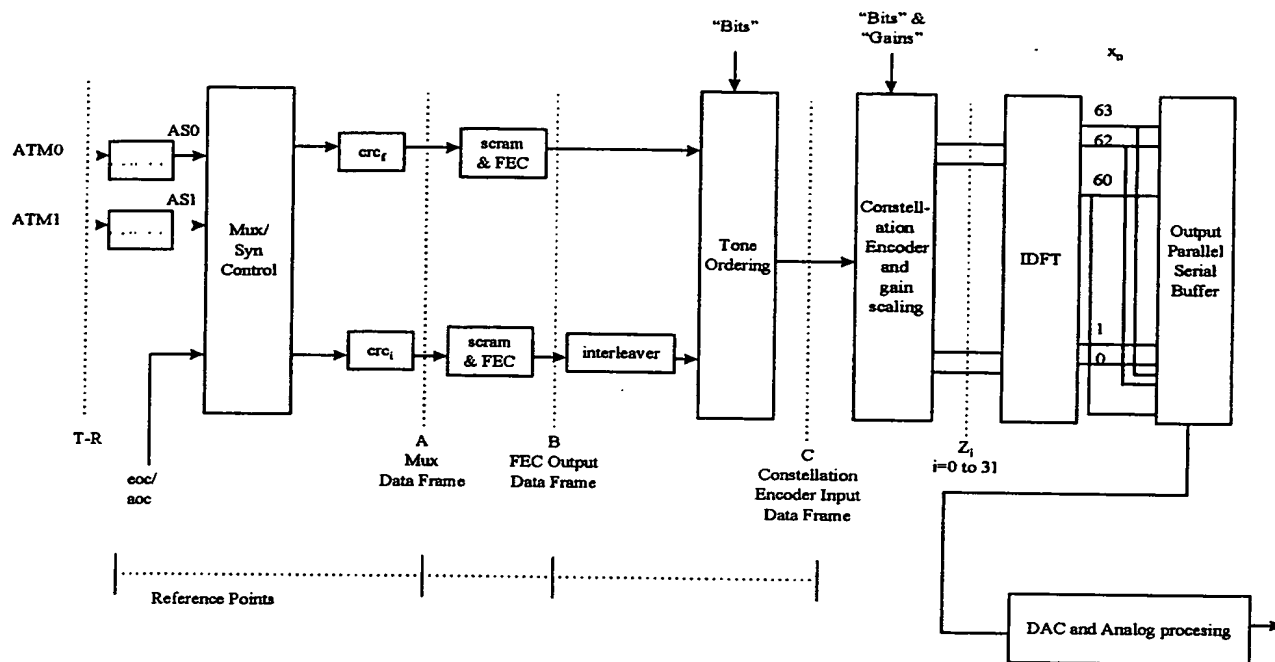 “Bits”
“Bits” &
“Gains”
x_n
ATM0
AS0
ATM1
AS1
Mux/
Syn
Control
crc_f
crc_i
scram
& FEC
scram
& FEC
interleaver
Tone
Ordering
Constell-
ation
Encoder
and
gain
scaling
IDFT
63
62
60
1
0
Output
Parallel
Serial
Buffer
T-R
eoc/
aoc
A
Mux
Data Frame
B
FEC Output
Data Frame
C
Constellation
Encoder Input
Data Frame
Z_i
i=0 to 31
Reference Points
DAC and Analog procesing